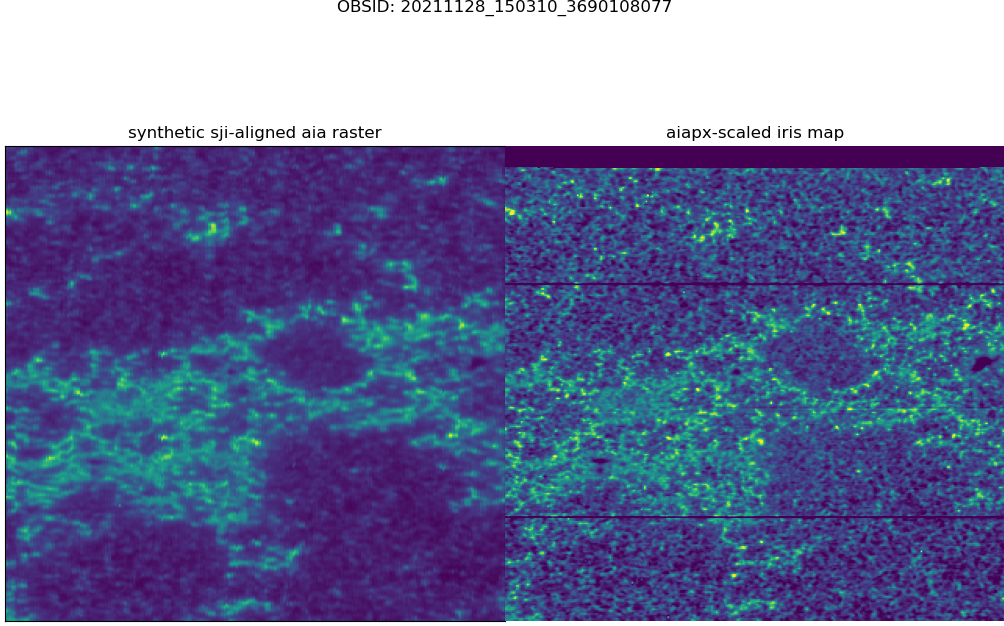 OBSID: 20211128_150310_3690108077
synthetic sji-aligned aia raster
aiapx-scaled iris map